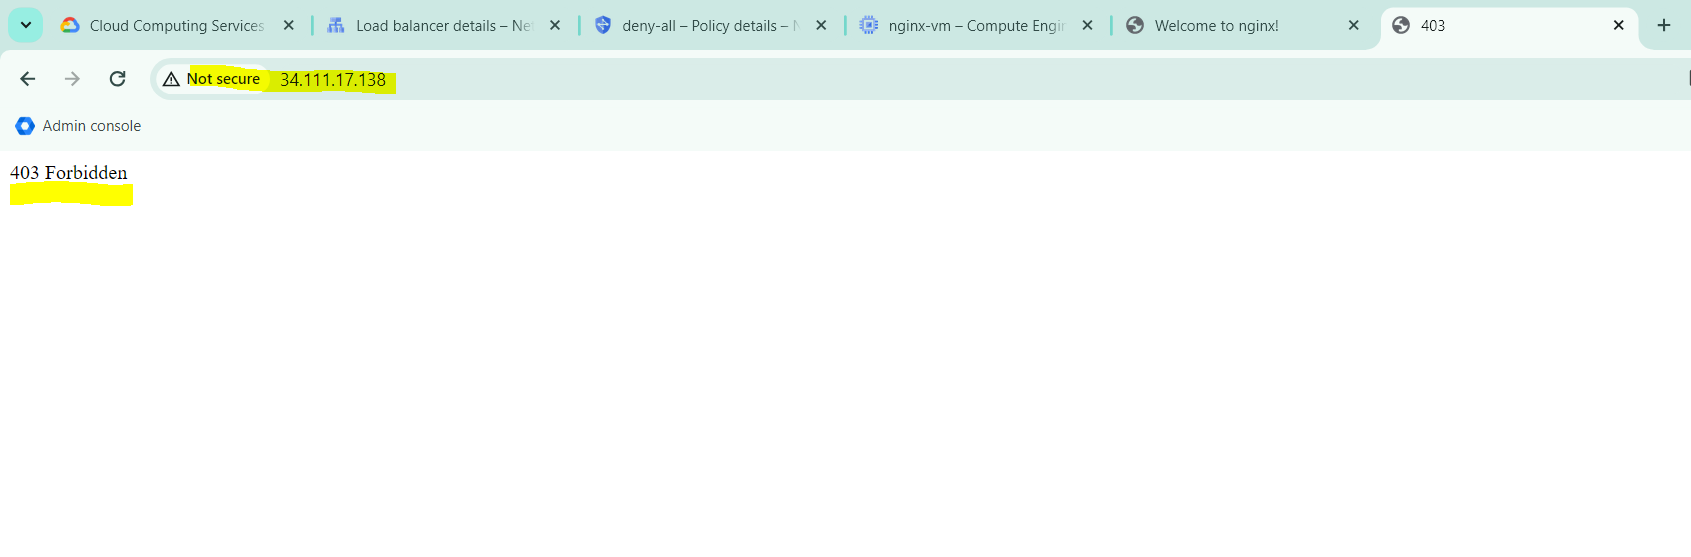 Cloud Computing Services
Load balancer details – Net
deny-all – Policy details – N
nginx-vm – Compute Engin
Welcome to nginx!
403
Not secure
34.111.17.138
Admin console
403 Forbidden